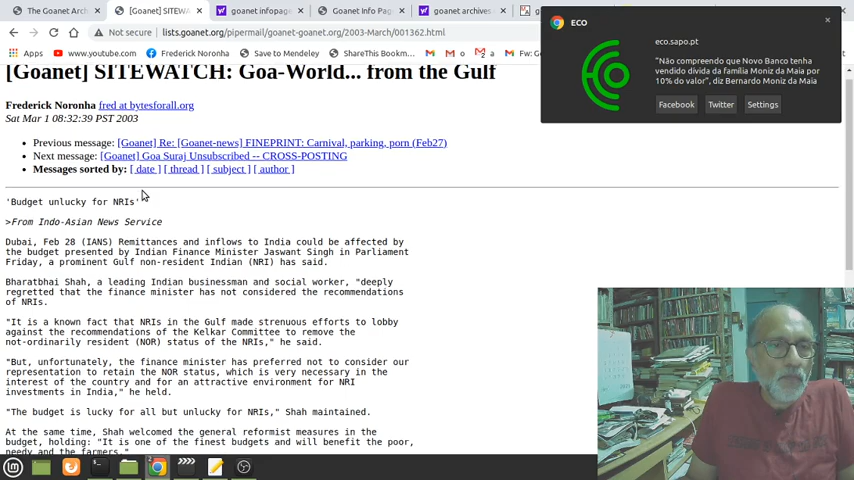 The Goanet Arch
[Goanet] SITEWA
goanet infopage
Goanet Info Page
goanet archives
Not secure
lists.goanet.org/pipermail/goanet-goanet.org/2003-March/001362.html
Apps
www.youtube.com
Frederick Noronha
Save to Mendeley
ShareThis Bookmark.
Fw:
ECO
eco.sapo.pt
"Não compreendo que Novo Banco tenha
vendido divida da família Moniz da Maia por
10% do valor", diz Bernardo Moniz da Maia
Facebook
Twitter
Settings
[Goanet] SITEWATCH: Goa-World... from the Gulf
Frederick Noronha fred at bytesforall.org
Sat Mar 1 08:32:39 PST 2003
Previous message: [Goanet] Re: [Goanet-news] FINEPRINT: Carnival, parking, porn (Feb27)
Next message: [Goanet] Goa Suraj Unsubscribed -- CROSS-POSTING
Messages sorted by: [ date ] [ thread ] [ subject ] [ author ]
'Budget unlucky for NRIs'
>From Indo-Asian News Service
Dubai, Feb 28 (IANS) Remittances and inflows to India could be affected by
the budget presented by Indian Finance Minister Jaswant Singh in Parliament
Friday, a prominent Gulf non-resident Indian (NRI) has said.
Bharatbhai Shah, a leading Indian businessman and social worker, "deeply
regretted that the finance minister has not considered the recommendations
of NRIs.
"It is a known fact that NRIs in the Gulf made strenuous efforts to lobby
against the recommendations of the Kelkar Committee to remove the
not-ordinarily resident (NOR) status of the NRIs," he said.
"But, unfortunately, the finance minister has preferred not to consider our
representation to retain the NOR status, which is very necessary in the
interest of the country and for an attractive environment for NRI
investments in India," he held.
"The budget is lucky for all but unlucky for NRIs," Shah maintained.
At the same time, Shah welcomed the general reformist measures in the
budget, holding: "It is one of the finest budgets and will benefit the poor,
needy and the farmers."